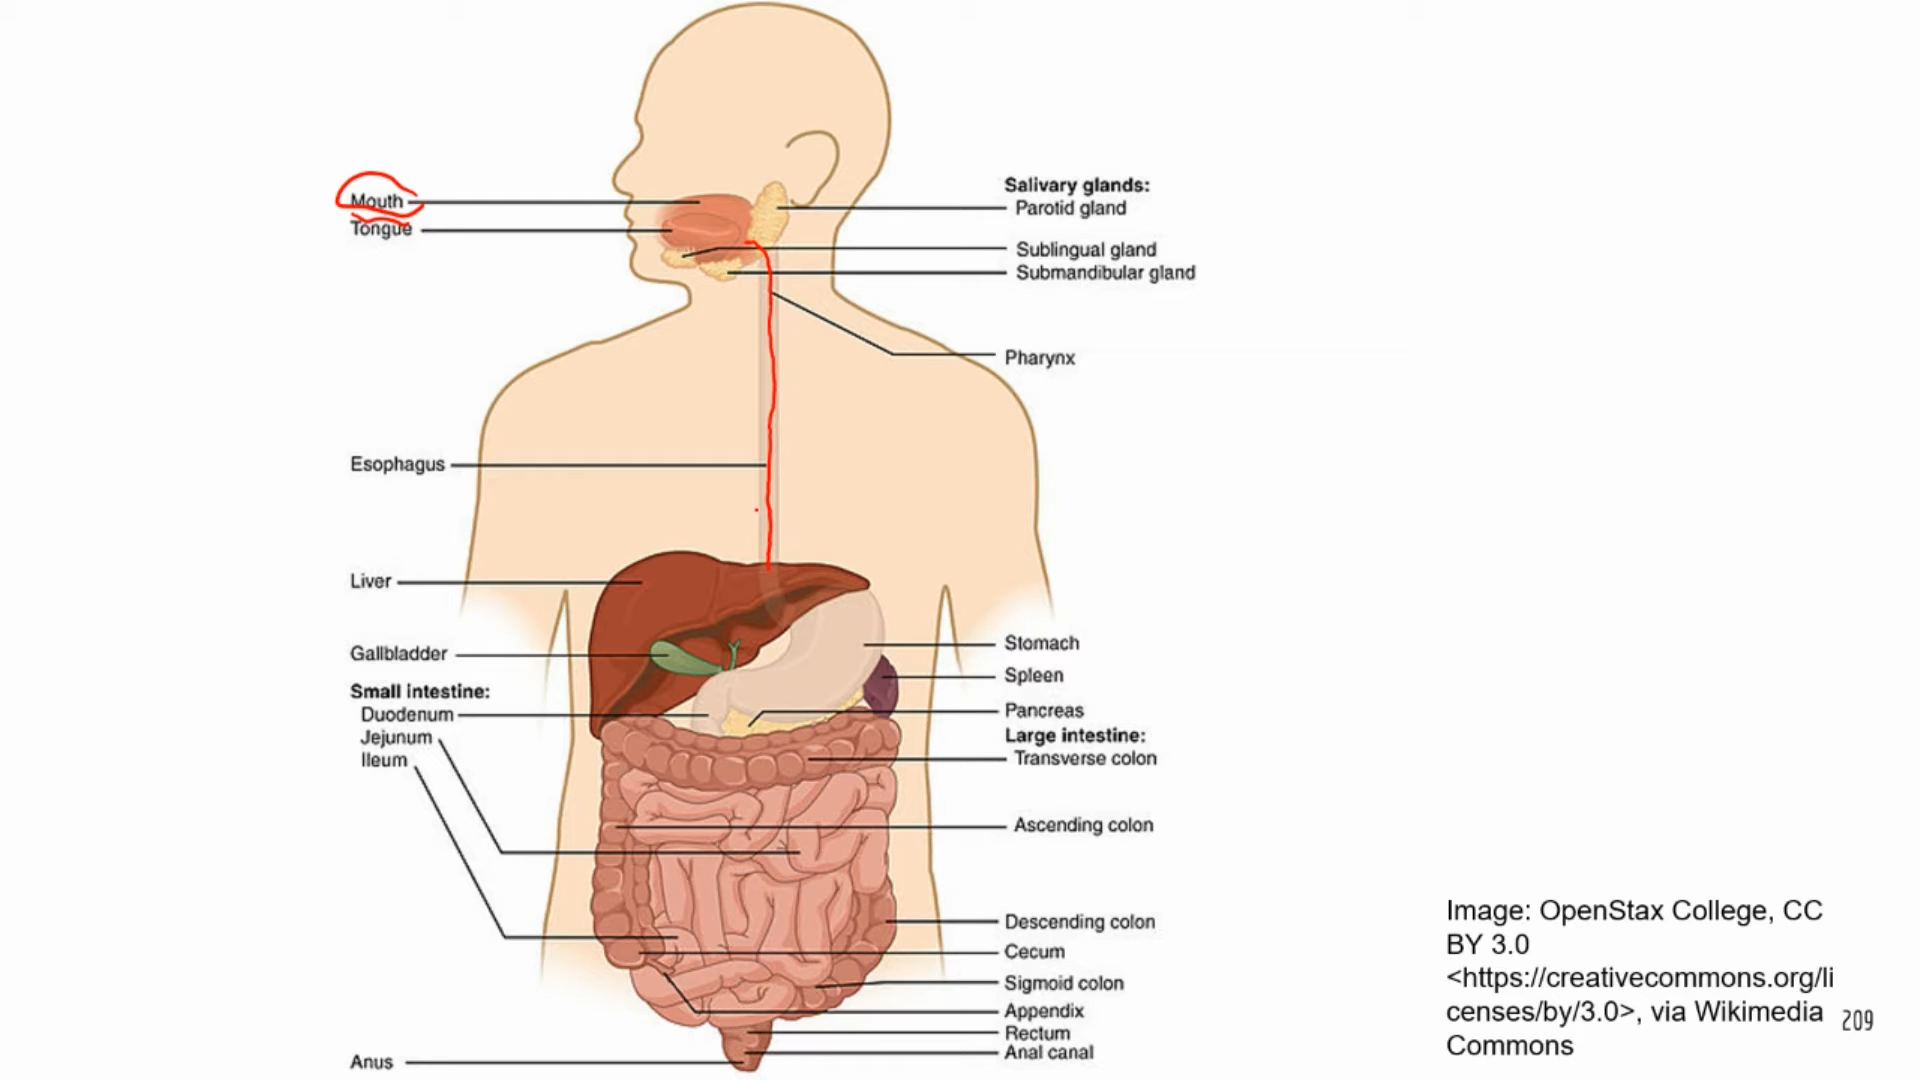 Mouth
Tongue
Esophagus
Liver
Gallbladder
Small intestine:
Duodenum
Jejunum
Ileum
Anus
Salivary glands:
Parotid gland
Sublingual gland
Submandibular gland
Pharynx
Stomach
Spleen
Pancreas
Large intestine:
Transverse colon
Ascending colon
Descending colon
Cecum
Sigmoid colon
Appendix
Rectum
Anal canal
Image: OpenStax College, CC
BY 3.0
<https://creativecommons.org/li
censes/by/3.0>, via Wikimedia
Commons
209